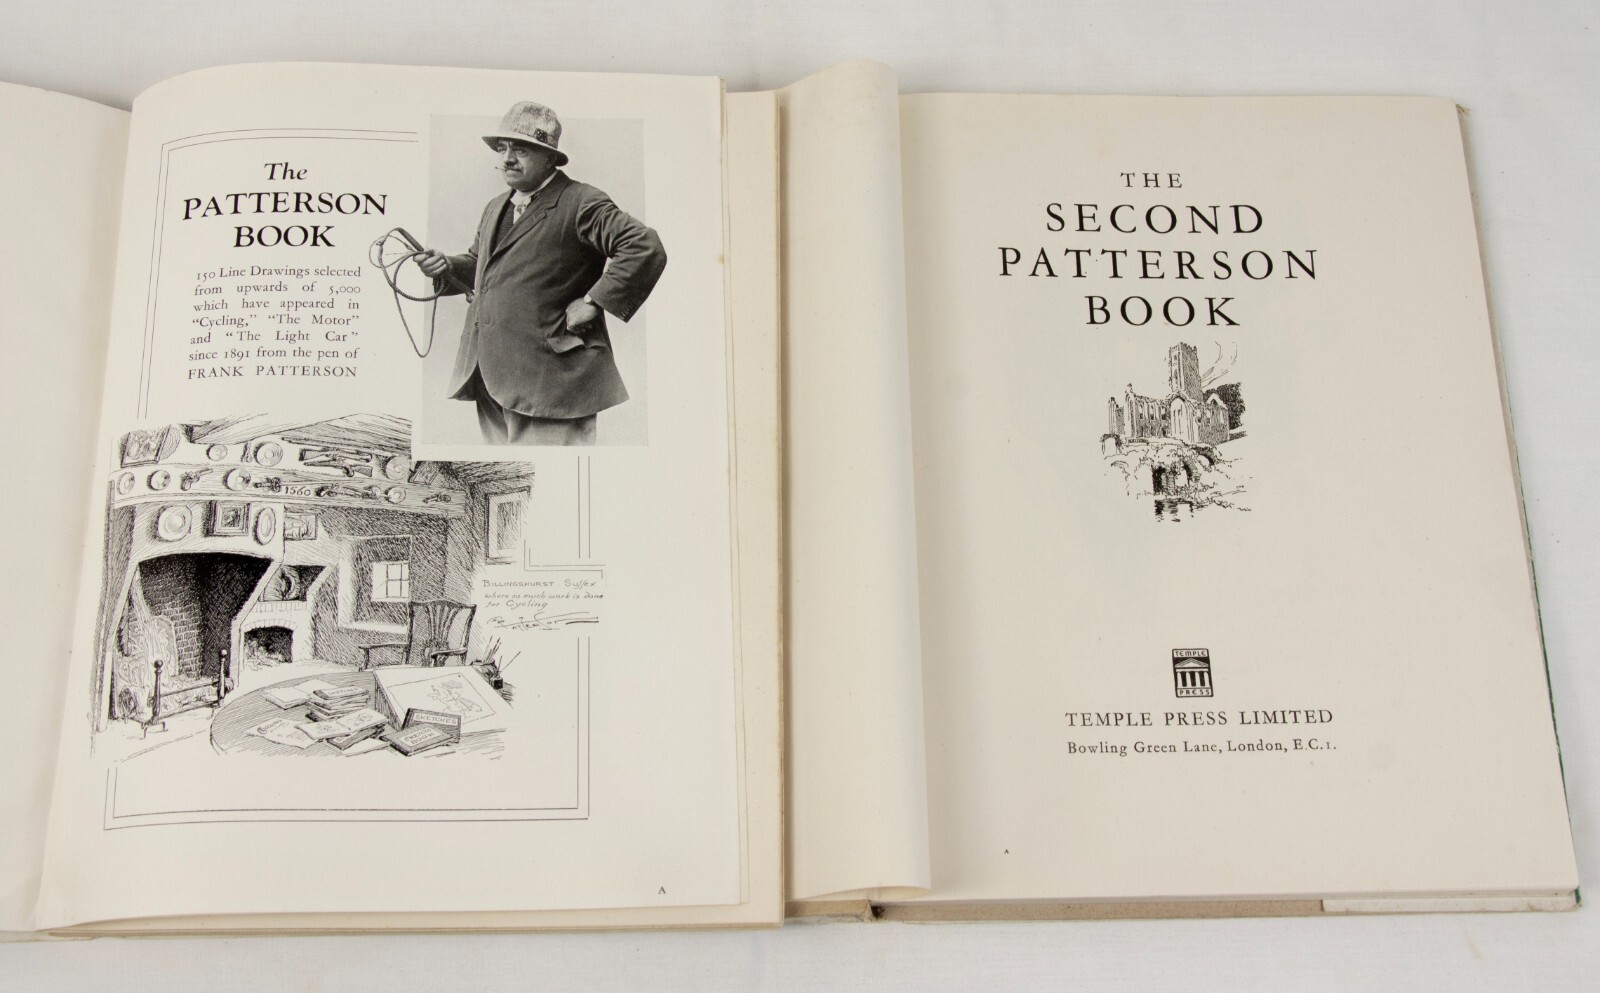 The
PATTERSON
BOOK
150 Line Drawings selected
from upwards of 5,000
which have appeared in
“Cycling,” “The Motor”
and “The Light Car”
since 1891 from the pen of
FRANK PATTERSON
1560
BILLINGSHURST Sussex
where so much work is done
for Cycling
SKETCHES
A
THE
SECOND
PATTERSON
BOOK
TEMPLE
PRESS
TEMPLE PRESS LIMITED
Bowling Green Lane, London, E.C.1.
A